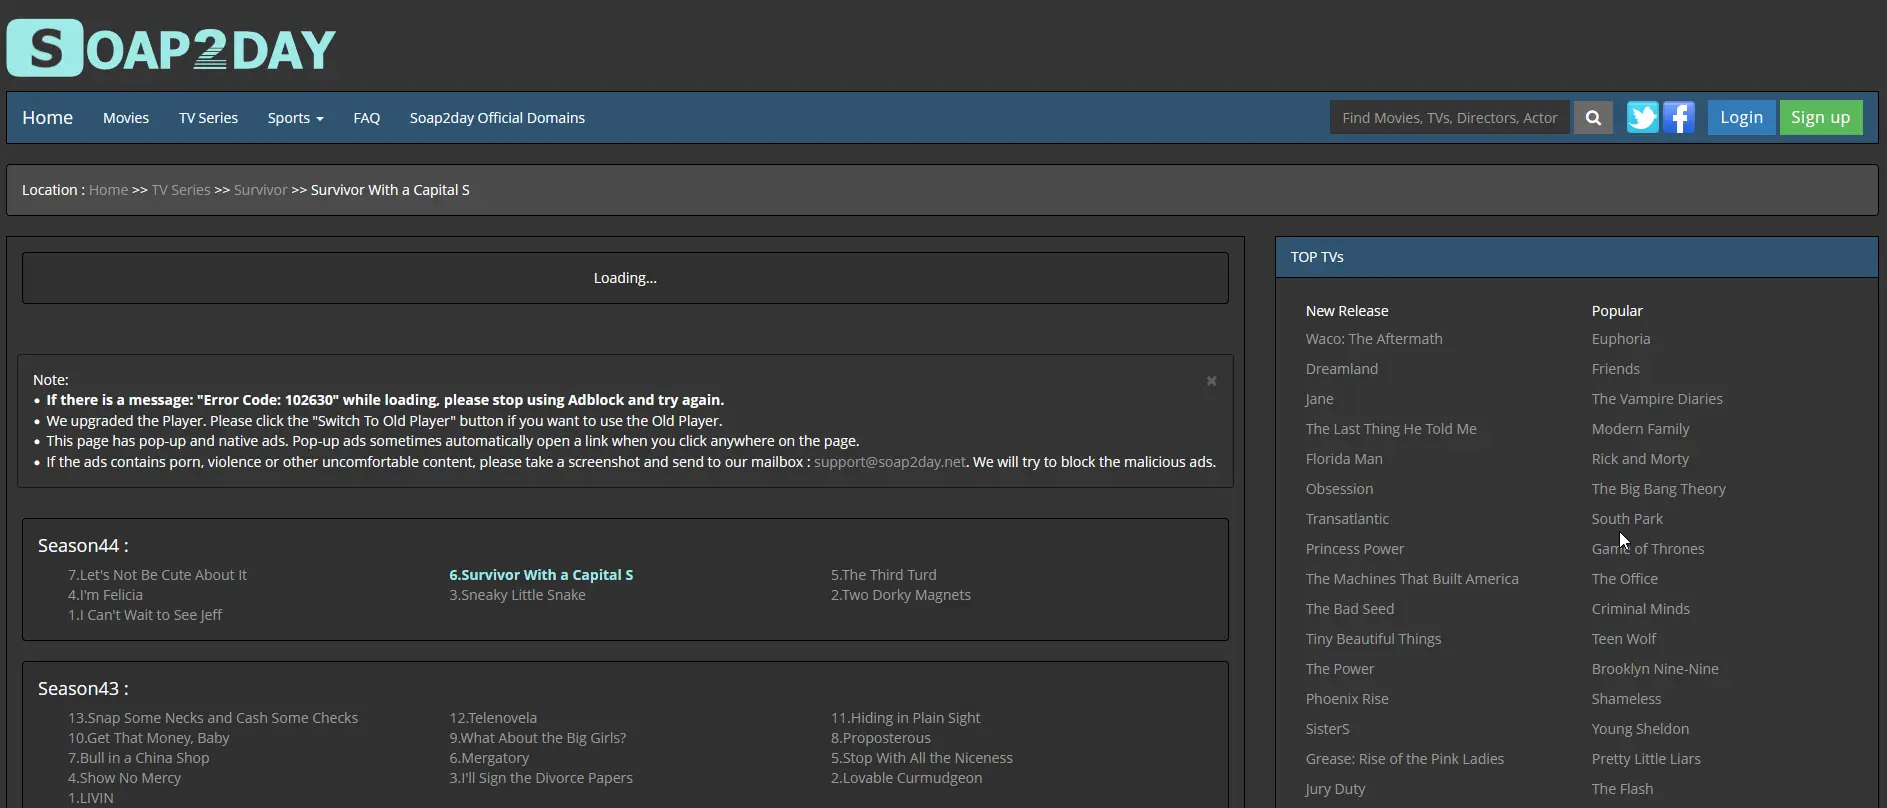 SOAP2DAY
Home Movies TV Series Sports FAQ Soap2day Official Domains Find Movies, TVs, Directors, Actor Login Sign up
Location : Home >> TV Series >> Survivor >> Survivor With a Capital S
Loading...
Note:
• If there is a message: "Error Code: 102630" while loading, please stop using Adblock and try again.
• We upgraded the Player. Please click the "Switch To Old Player" button if you want to use the Old Player.
• This page has pop-up and native ads. Pop-up ads sometimes automatically open a link when you click anywhere on the page.
• If the ads contains porn, violence or other uncomfortable content, please take a screenshot and send to our mailbox : support@soap2day.net. We will try to block the malicious ads.
Season44 :
7.Let's Not Be Cute About It 6.Survivor With a Capital S 5.The Third Turd
4.I'm Felicia 3.Sneaky Little Snake 2.Two Dorky Magnets
1.I Can't Wait to See Jeff
Season43 :
13.Snap Some Necks and Cash Some Checks 12.Telenovela 11.Hiding in Plain Sight
10.Get That Money, Baby 9.What About the Big Girls? 8.Proposterous
7.Bull in a China Shop 6.Mergatory 5.Stop With All the Niceness
4.Show No Mercy 3.I'll Sign the Divorce Papers 2.Lovable Curmudgeon
1.LIVIN
TOP TVs
New Release
Waco: The Aftermath
Dreamland
Jane
The Last Thing He Told Me
Florida Man
Obsession
Transatlantic
Princess Power
The Machines That Built America
The Bad Seed
Tiny Beautiful Things
The Power
Phoenix Rise
SisterS
Grease: Rise of the Pink Ladies
Jury Duty
Popular
Euphoria
Friends
The Vampire Diaries
Modern Family
Rick and Morty
The Big Bang Theory
South Park
Game of Thrones
The Office
Criminal Minds
Teen Wolf
Brooklyn Nine-Nine
Shameless
Young Sheldon
Pretty Little Liars
The Flash